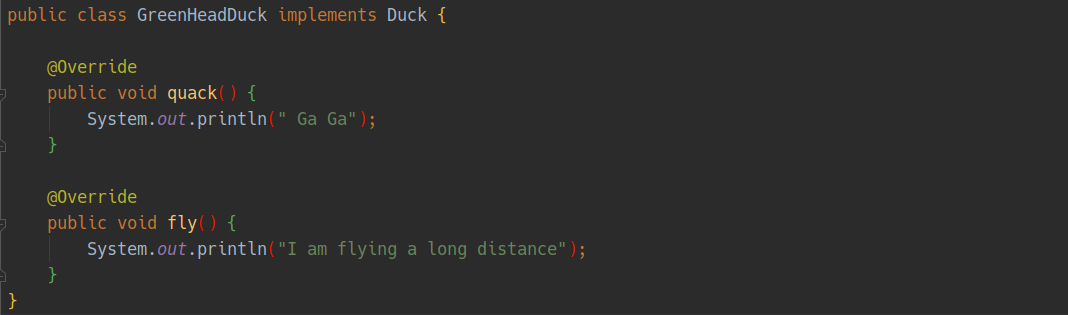 public class GreenHeadDuck implements Duck {
@Override
public void quack() {
System.out.println(" Ga Ga");
}
@Override
public void fly() {
System.out.println("I am flying a long distance");
}
}